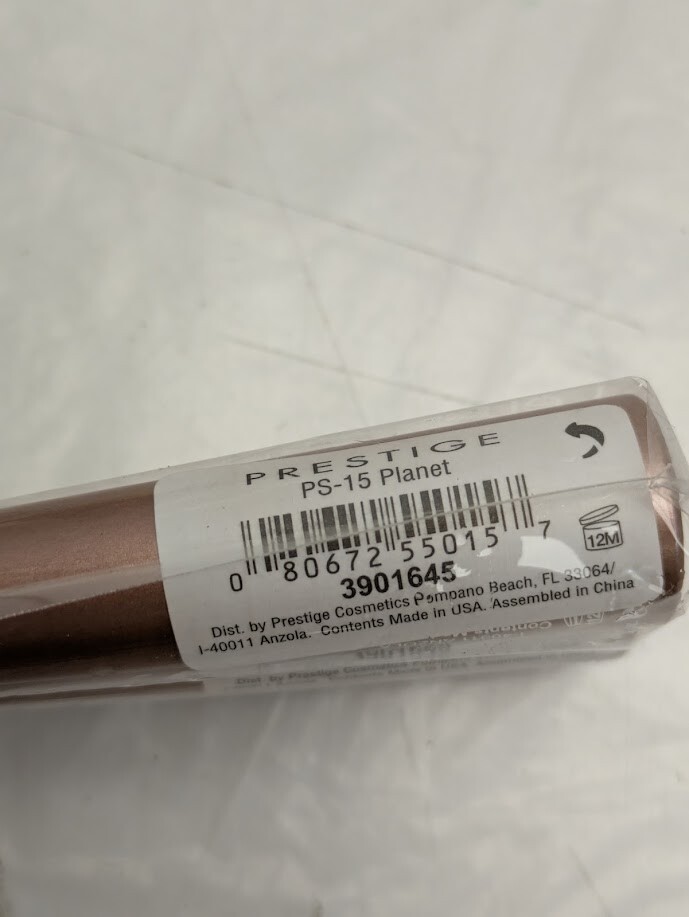 PRESTIGE
PS-15 Planet
0 80672 55015 7
12M
3901645
Dist. by Prestige Cosmetics Pompano Beach, FL 33064/
I-40011 Anzola. Contents Made in USA. Assembled in China